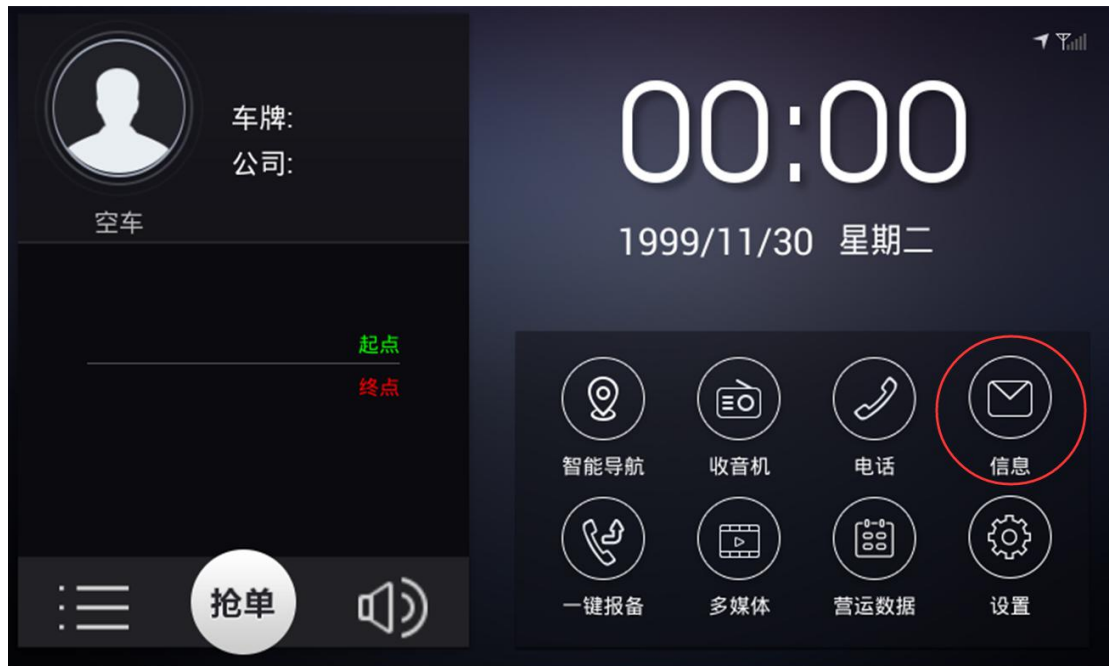 车牌:
公司:
空车
起点
终点
抢单
00:00
1999/11/30 星期二
智能导航 收音机 电话 信息
一键报备 多媒体 营运数据 设置